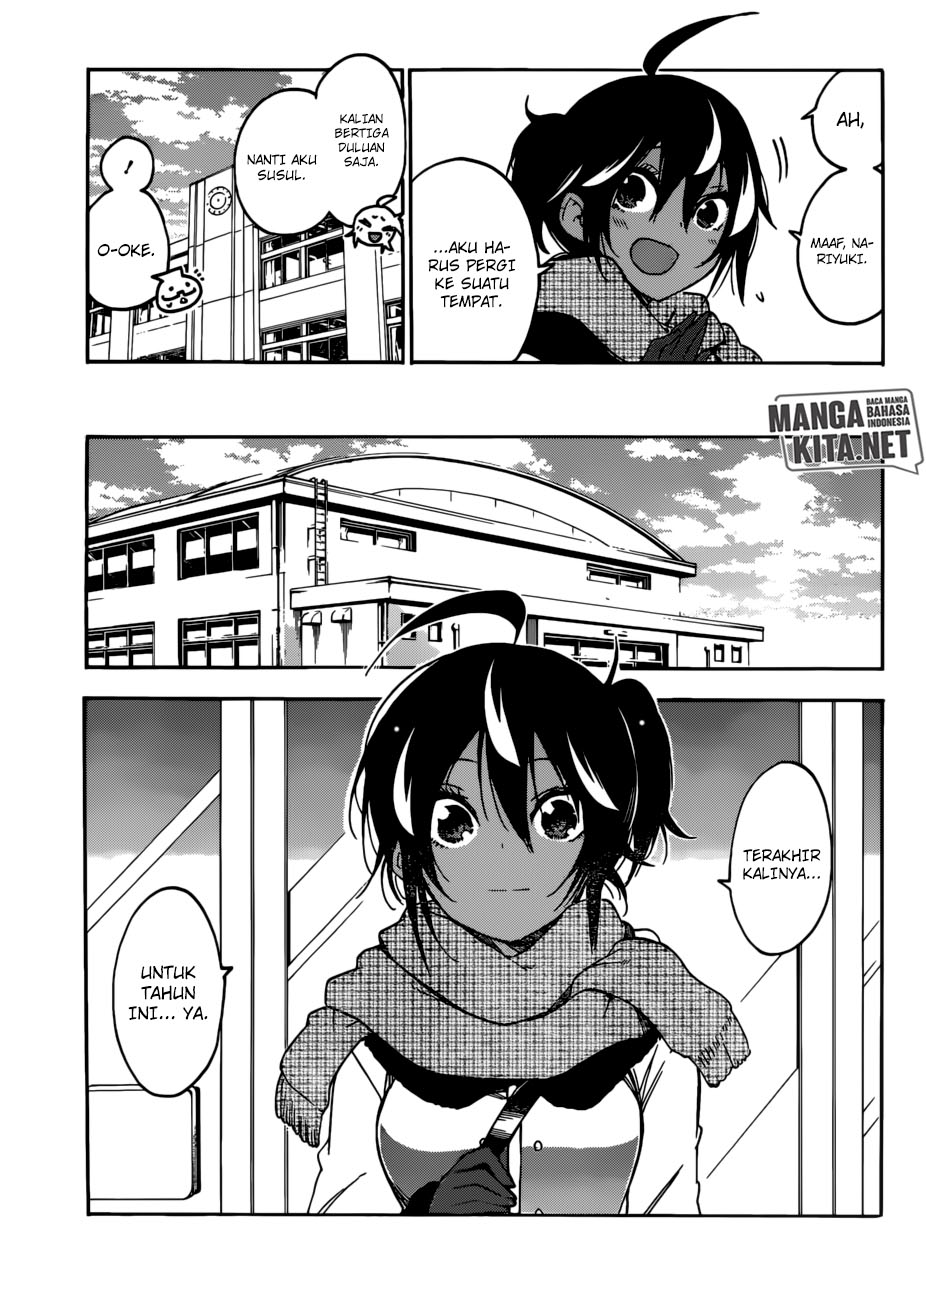 AH,
MAAF, NA-
RIYUKI.
...AKU HA-
RUS PERGI
KE SUATU
TEMPAT.
KALIAN
BERTIGA
DULUAN
SAJA.
NANTI AKU
SUSUL.
!
O-OKE.
MANGA
KITA.NET
BACA MANGA
BAHASA
INDONESIA
TERAKHIR
KALINYA...
UNTUK
TAHUN
INI... YA.